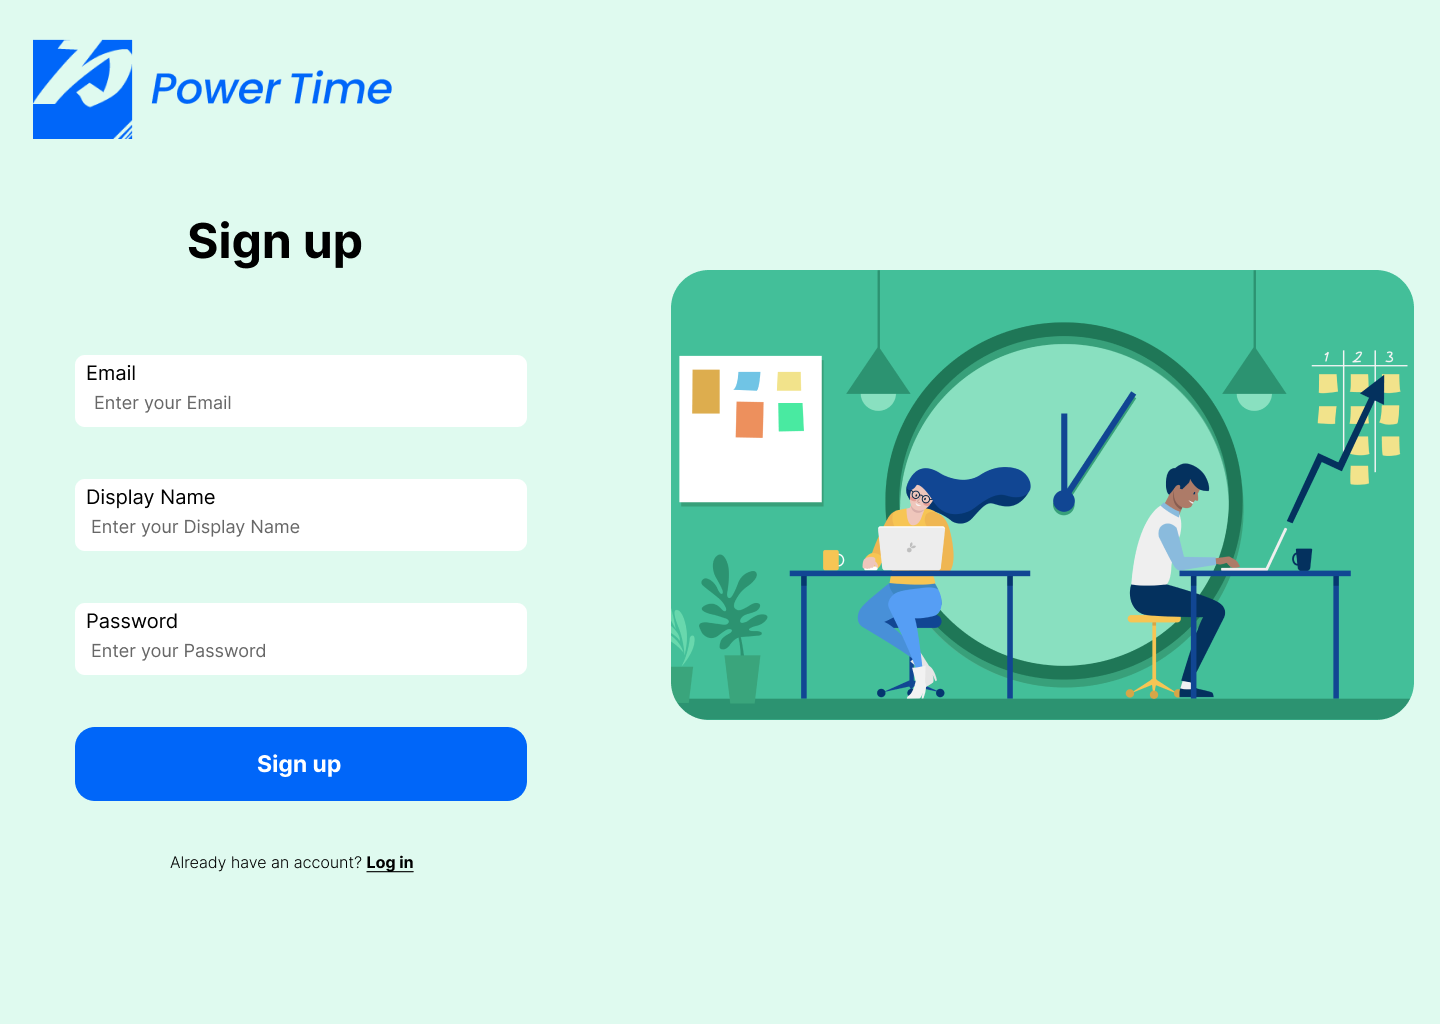 Power Time
Sign up
Email
Enter your Email
Display Name
Enter your Display Name
Password
Enter your Password
Sign up
Already have an account? Log in
1 2 3